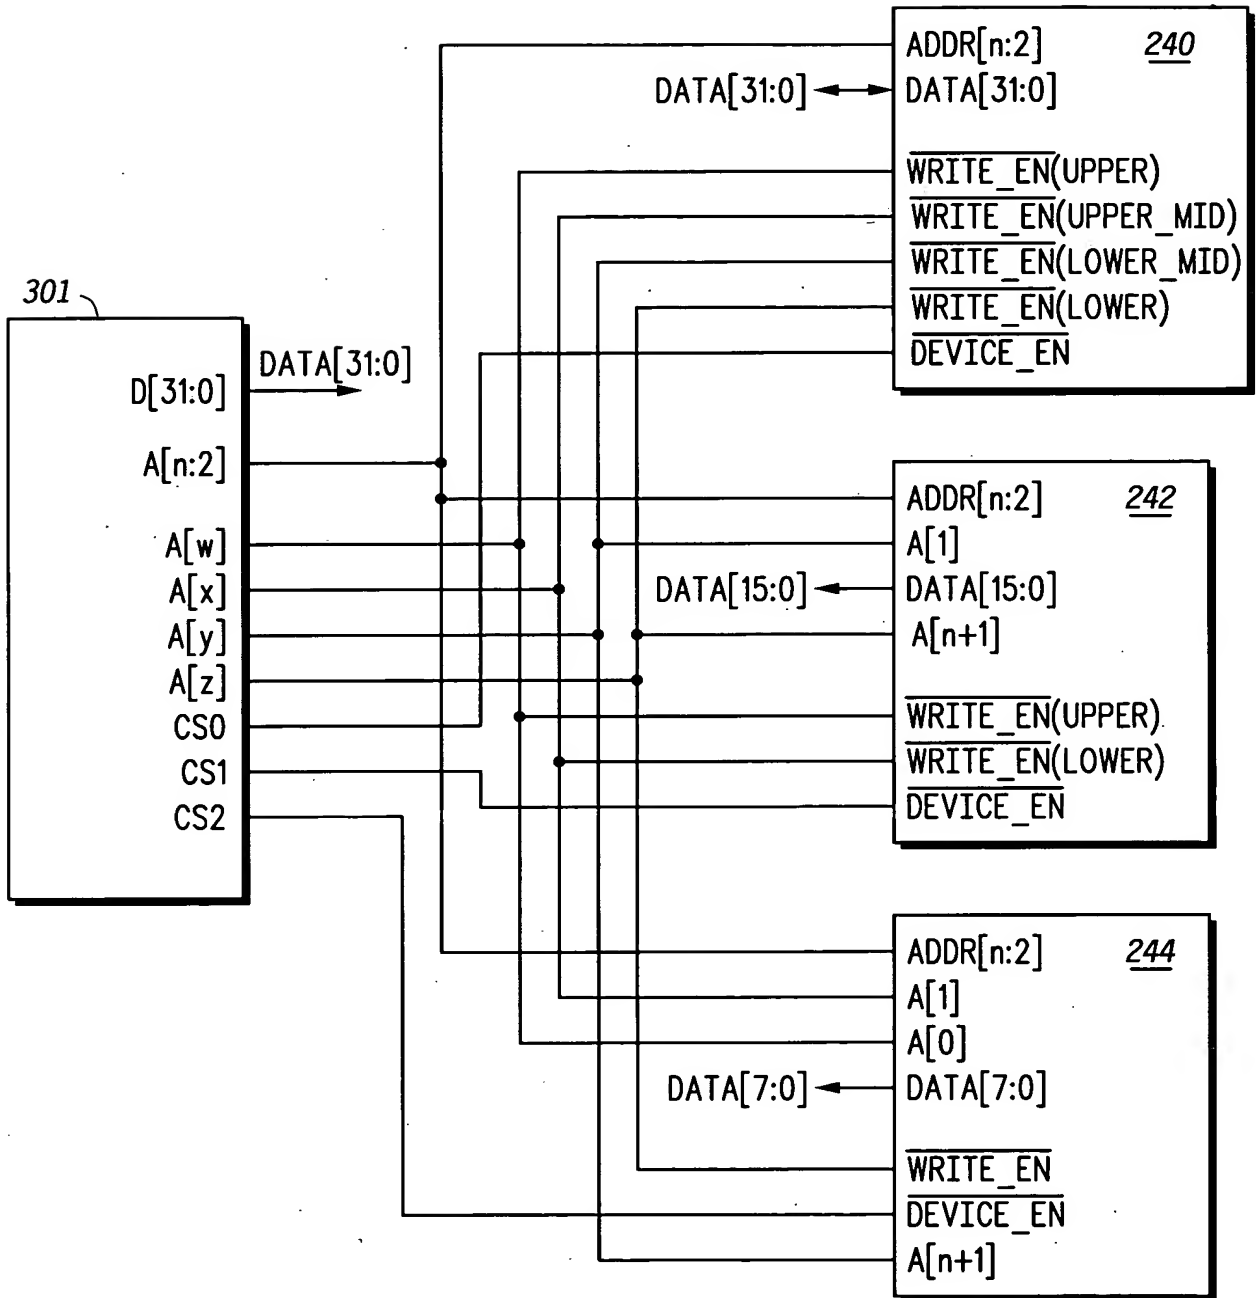 301
D[31:0]
DATA[31:0]
A[n:2]
A[w]
A[x]
A[y]
A[z]
CS0
CS1
CS2
240
ADDR[n:2]
DATA[31:0] DATA[31:0]
WRITE_EN(UPPER)
WRITE_EN(UPPER_MID)
WRITE_EN(LOWER_MID)
WRITE_EN(LOWER)
DEVICE_EN
242
ADDR[n:2]
A[1]
DATA[15:0] DATA[15:0]
A[n+1]
WRITE_EN(UPPER)
WRITE_EN(LOWER)
DEVICE_EN
244
ADDR[n:2]
A[1]
A[0]
DATA[7:0] DATA[7:0]
WRITE_EN
DEVICE_EN
A[n+1]